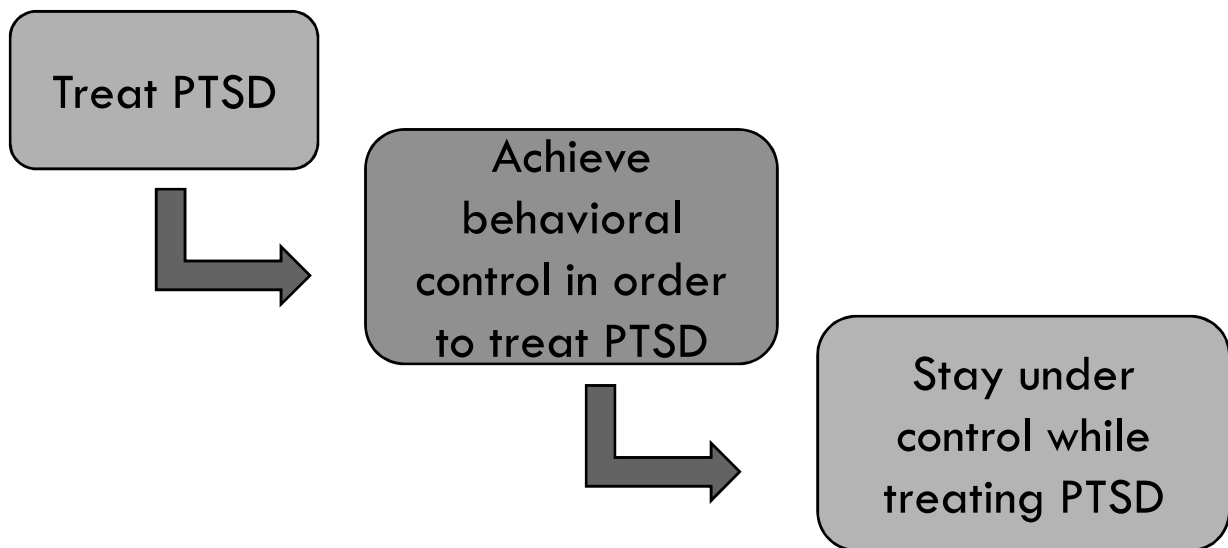 Treat PTSD
Achieve
behavioral
control in order
to treat PTSD
Stay under
control while
treating PTSD